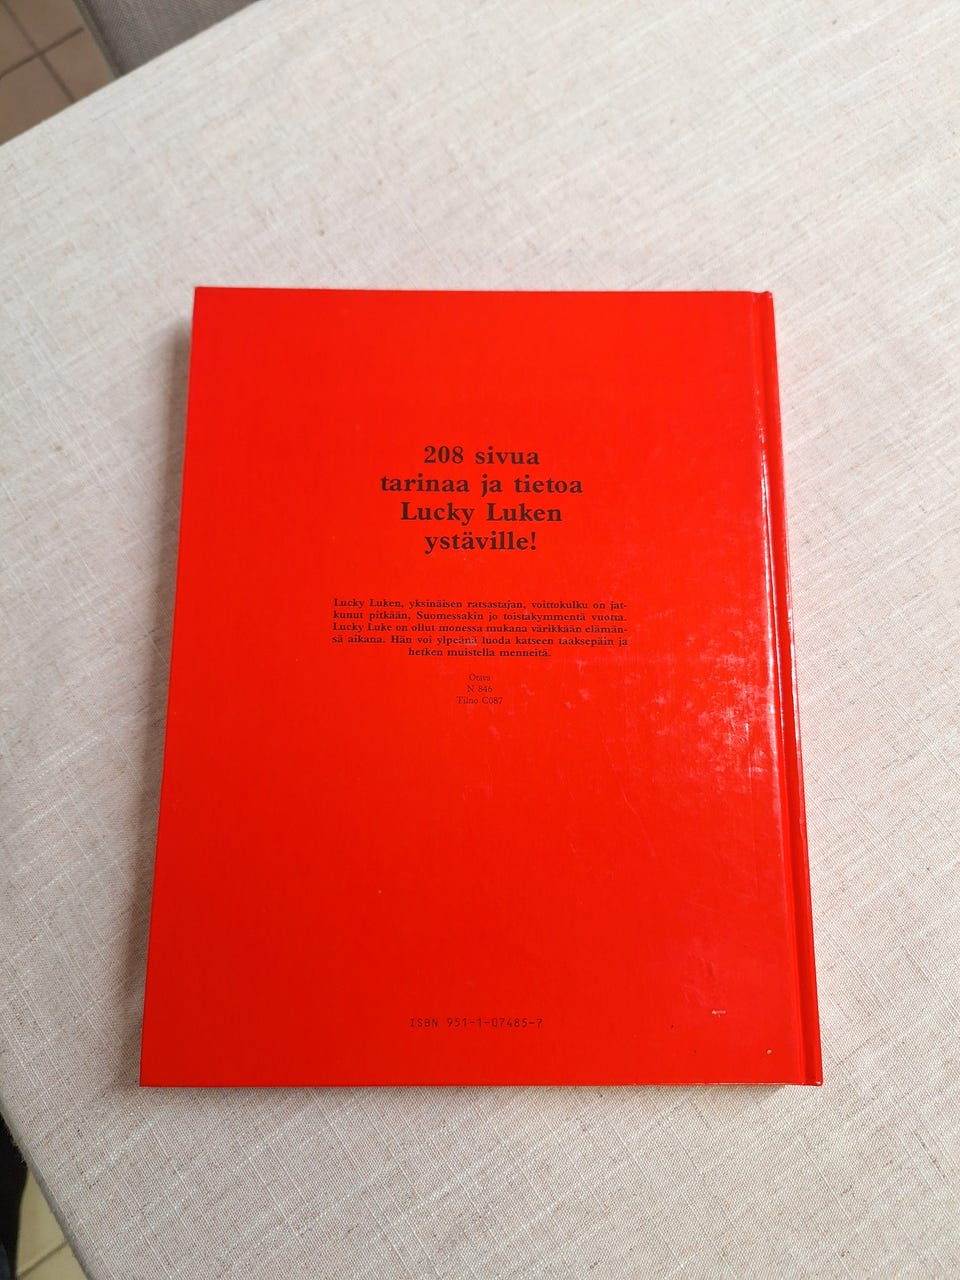 208 sivua
tarinaa ja tietoa
Lucky Luken
ystäville!
Lucky Luken, yksinäisen ratsastajan, voittokulku on jat-
kunut pitkään, Suomessakin jo toistakymmentä vuotta.
Lucky Luke on ollut monessa mukana värikkään elämän-
sä aikana. Hän voi ylpeänä luoda katseen taaksepäin ja
hetken muistella menneitä.
Otava
N 846
Tilno C087
ISBN 951-1-07485-7